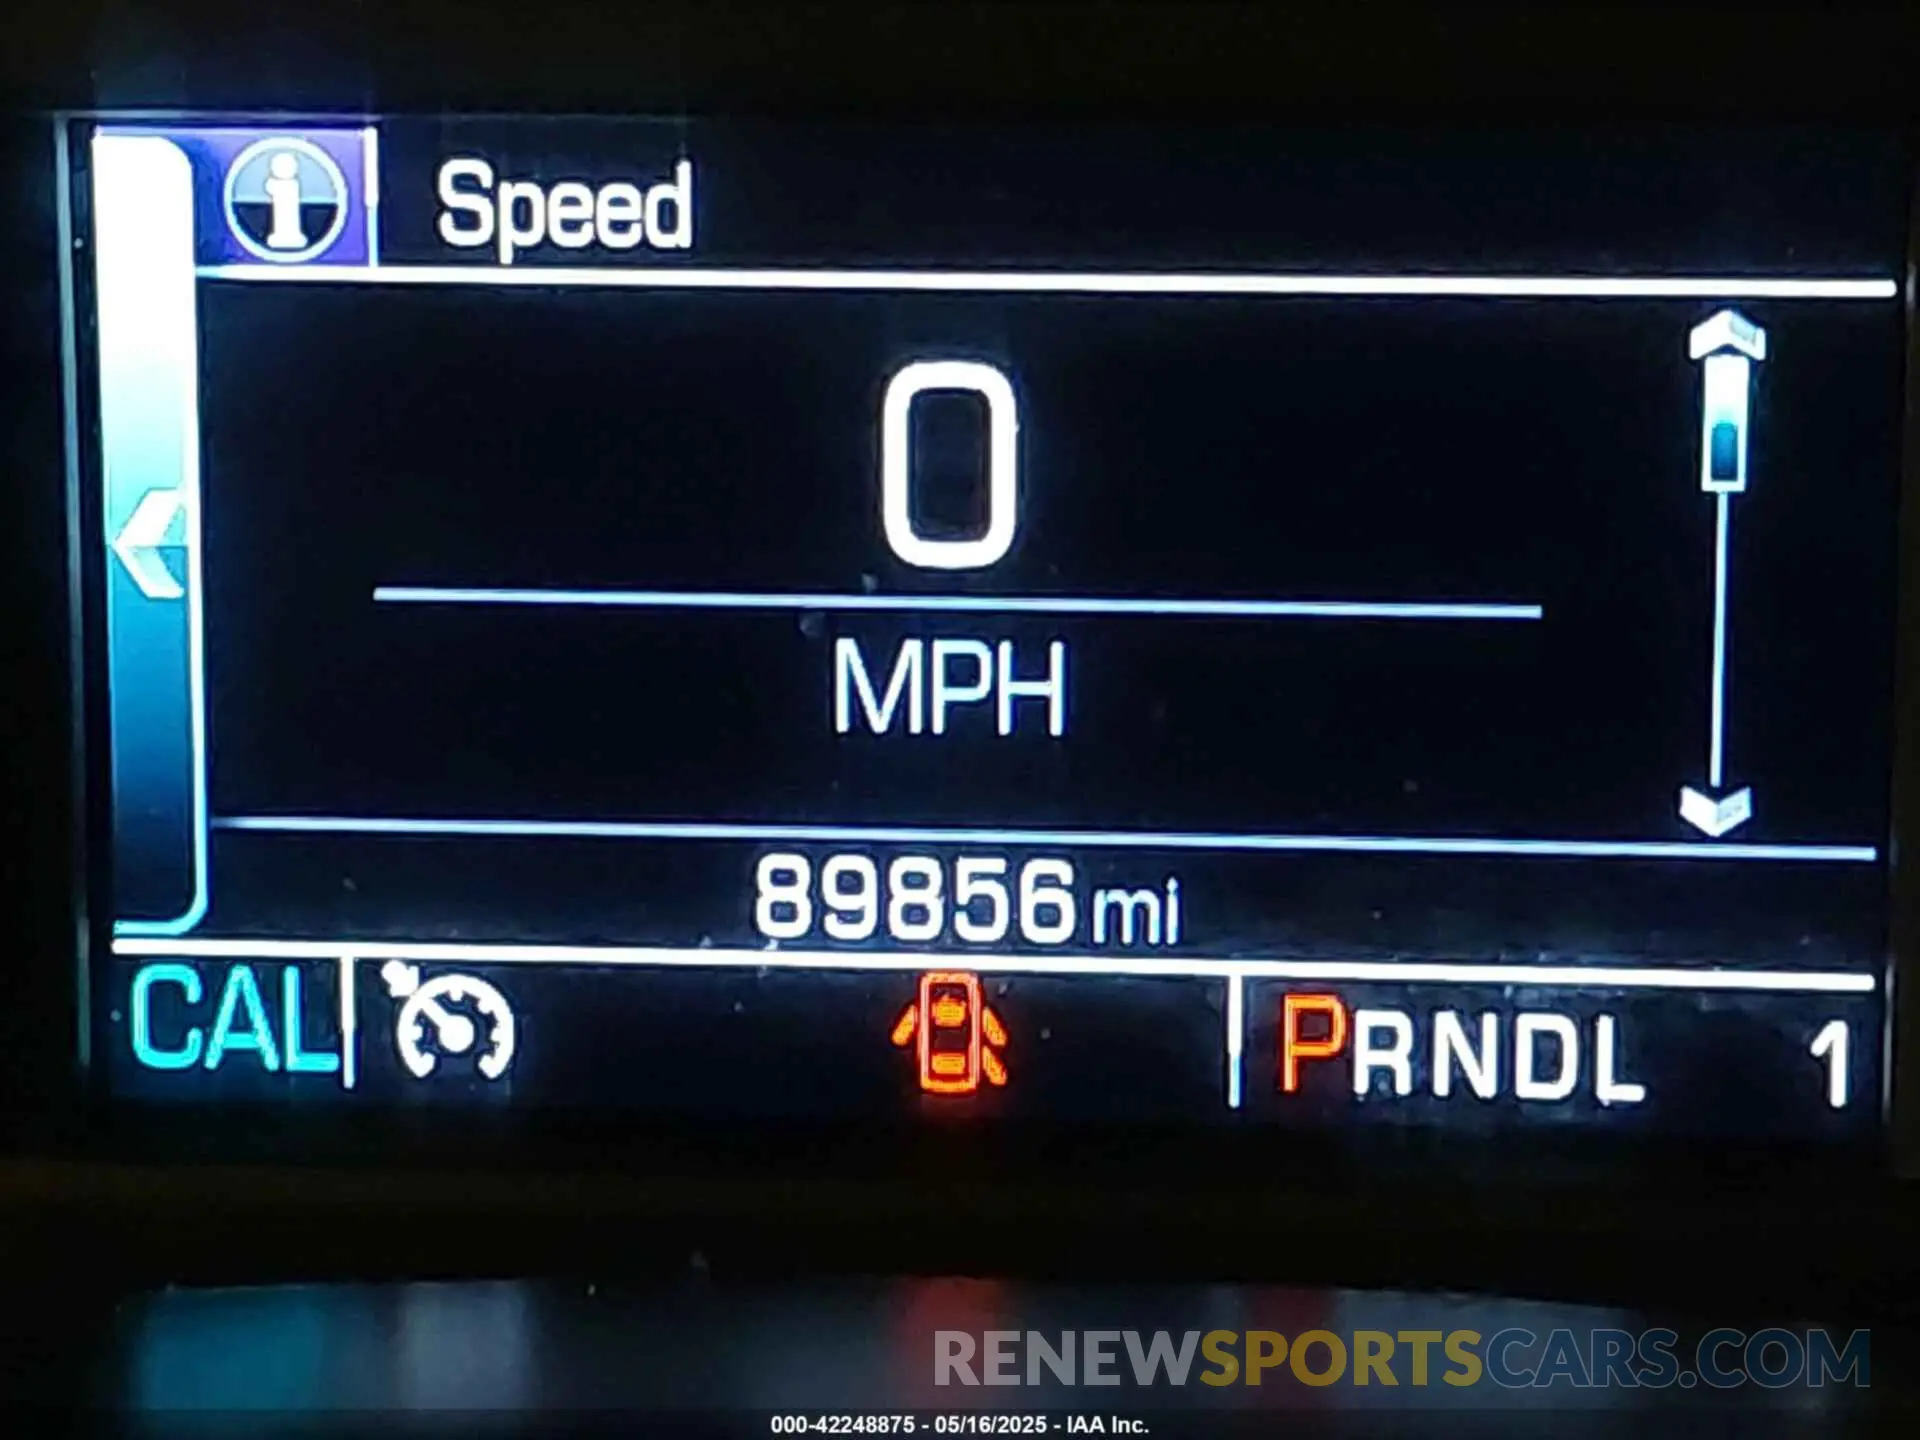 Speed
0
MPH
89856 mi
CAL PRNDL 1
RENEWSPORTSCARS.COM
000-42248875 - 05/16/2025 - IAA Inc.